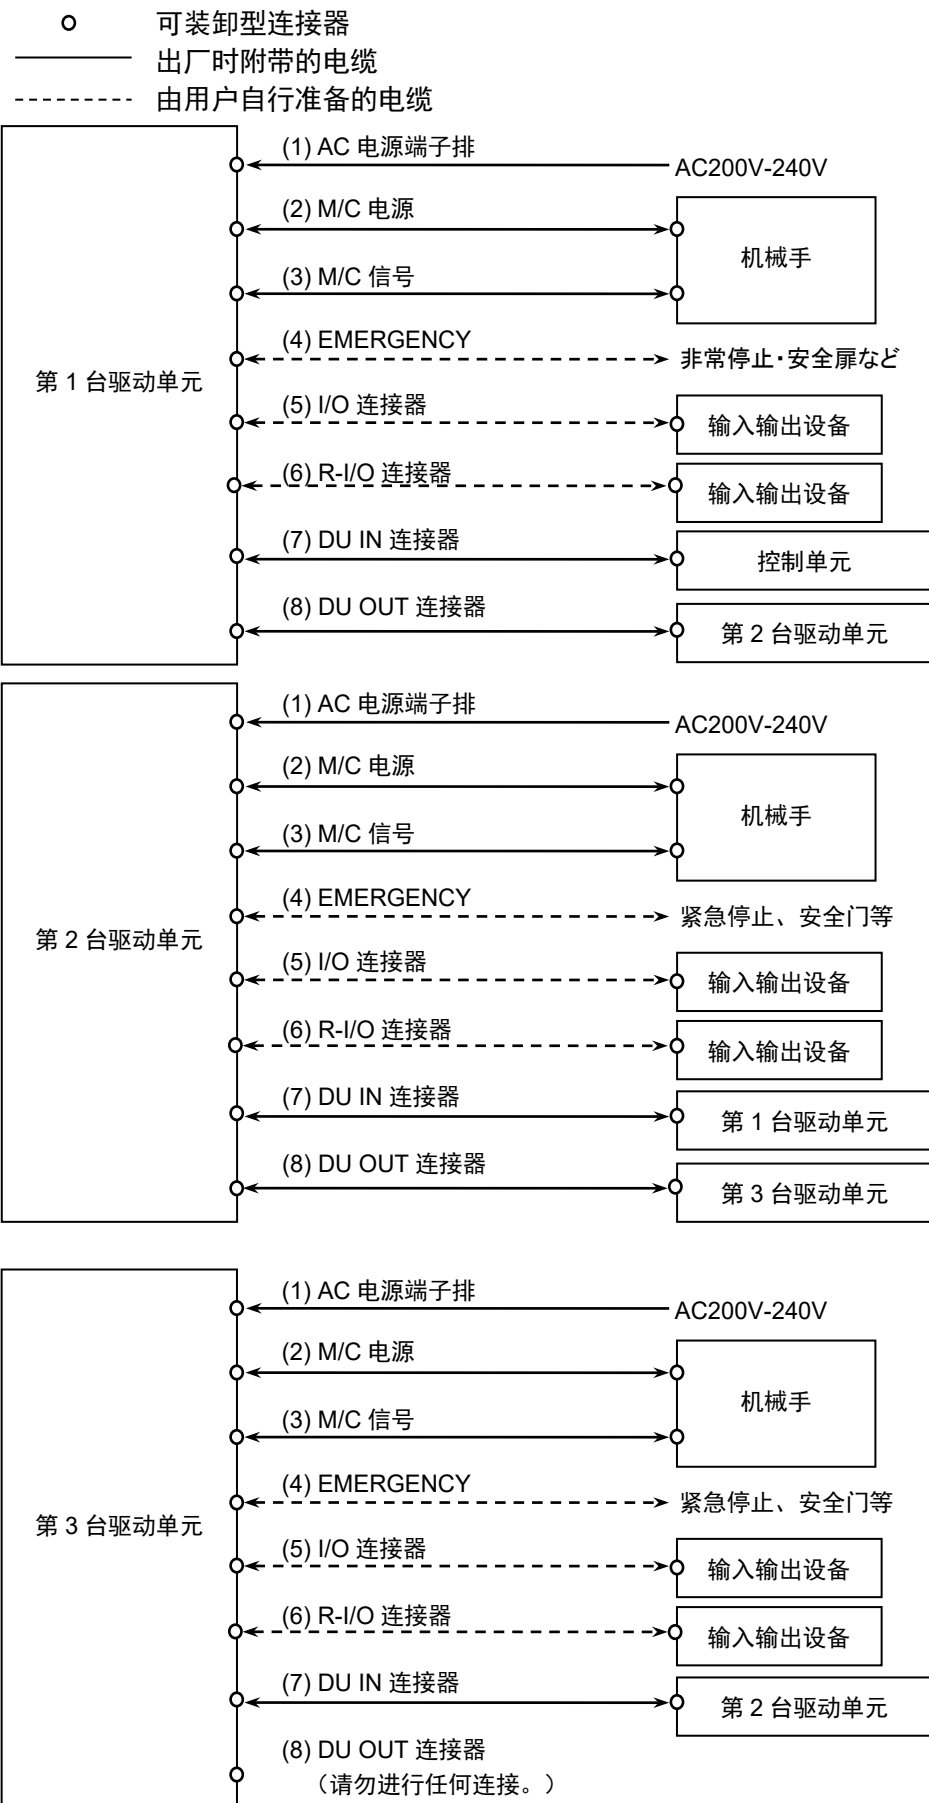 可装卸型连接器
出厂时附带的电缆
由用户自行准备的电缆
(1) AC 电源端子排
AC200V-240V
(2) M/C 电源
机械手
(3) M/C 信号
(4) EMERGENCY
非常停止・安全扉など
第 1 台驱动单元
(5) I/O 连接器
输入输出设备
(6) R-I/O 连接器
输入输出设备
(7) DU IN 连接器
控制单元
(8) DU OUT 连接器
第 2 台驱动单元
(1) AC 电源端子排
AC200V-240V
(2) M/C 电源
机械手
(3) M/C 信号
(4) EMERGENCY
紧急停止、安全门等
第 2 台驱动单元
(5) I/O 连接器
输入输出设备
(6) R-I/O 连接器
输入输出设备
(7) DU IN 连接器
第 1 台驱动单元
(8) DU OUT 连接器
第 3 台驱动单元
(1) AC 电源端子排
AC200V-240V
(2) M/C 电源
机械手
(3) M/C 信号
(4) EMERGENCY
紧急停止、安全门等
第 3 台驱动单元
(5) I/O 连接器
输入输出设备
(6) R-I/O 连接器
输入输出设备
(7) DU IN 连接器
第 2 台驱动单元
(8) DU OUT 连接器
（请勿进行任何连接。）